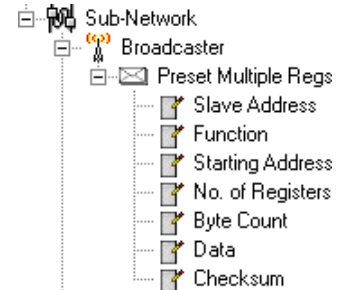 Sub-Network
Broadcaster
Preset Multiple Regs
Slave Address
Function
Starting Address
No. of Registers
Byte Count
Data
Checksum